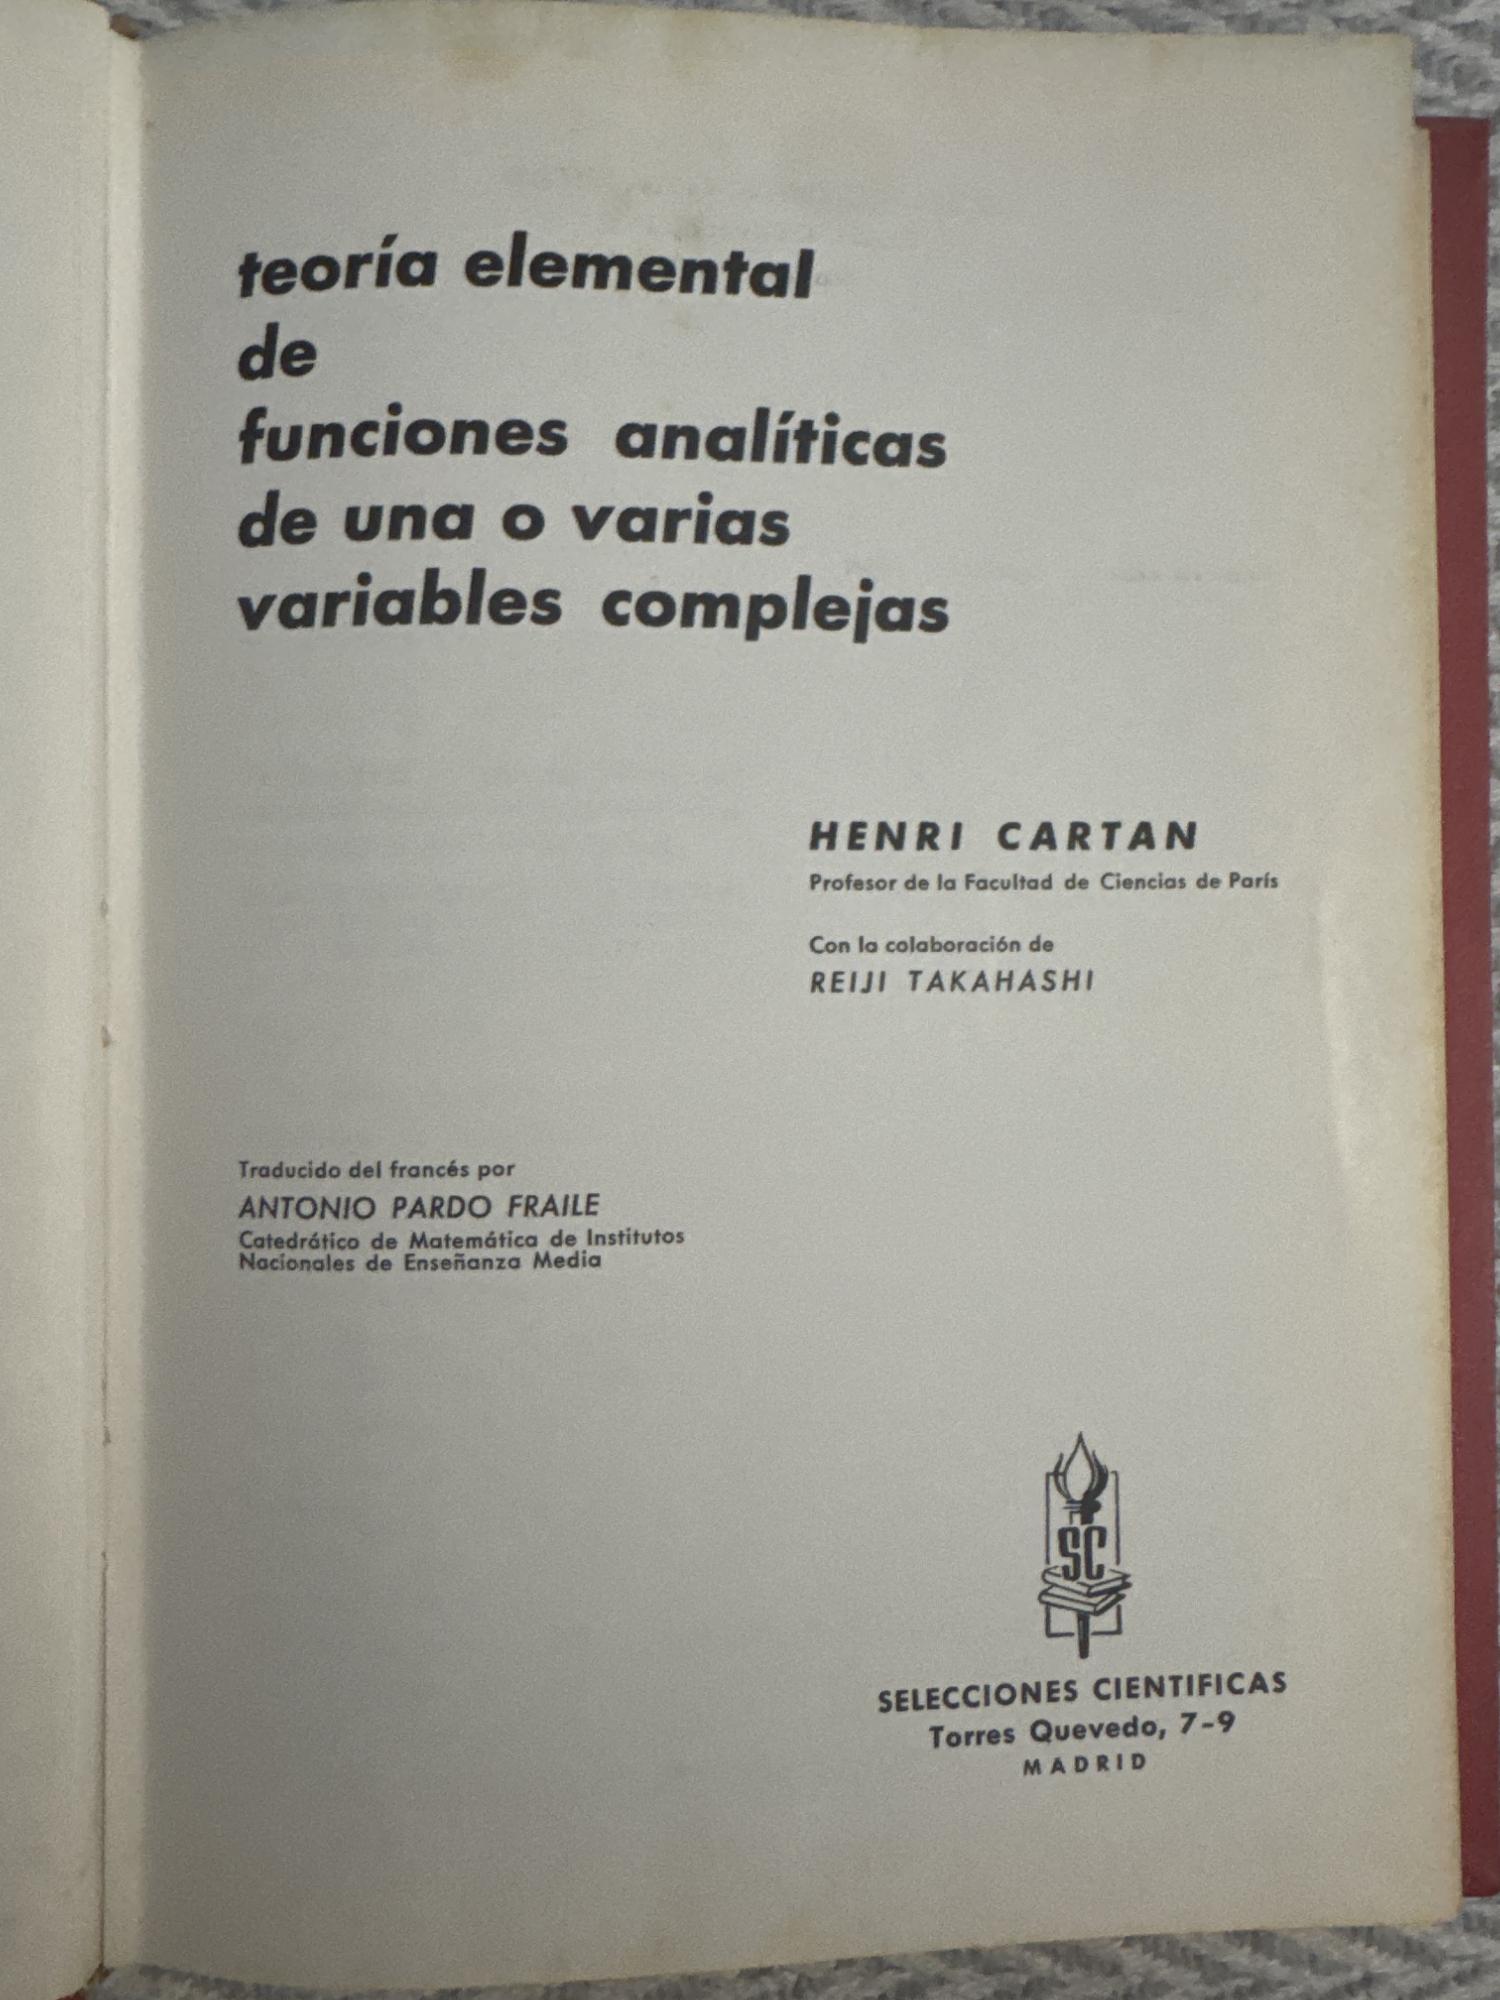 teoría elemental
de
funciones analíticas
de una o varias
variables complejas
HENRI CARTAN
Profesor de la Facultad de Ciencias de París
Con la colaboración de
REIJI TAKAHASHI
Traducido del francés por
ANTONIO PARDO FRAILE
Catedrático de Matemática de Institutos
Nacionales de Enseñanza Media
SC
SELECCIONES CIENTIFICAS
Torres Quevedo, 7-9
MADRID